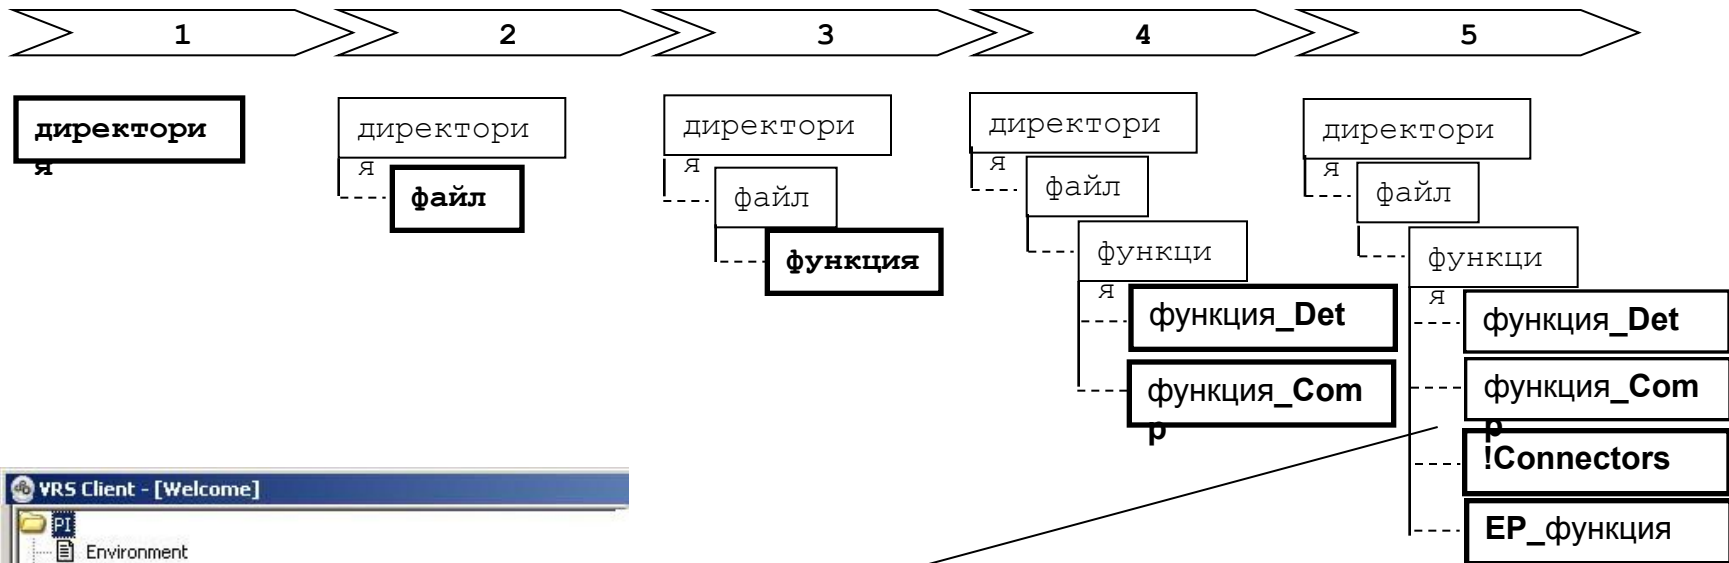 1
2
3
4
5
директори
я
директори
я
файл
директори
я
файл
функция
директори
я
файл
функци
я
функция_Det
функция_Com
p
директори
я
файл
функци
я
функция_Det
функция_Com
p
!Connectors
EP_функция
VRS Client - [Welcome]
PI
Environment